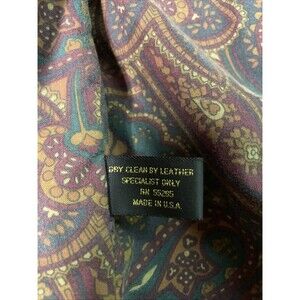 DRY CLEAN BY LEATHER
SPECIALIST ONLY
RN 55285
MADE IN U.S.A.